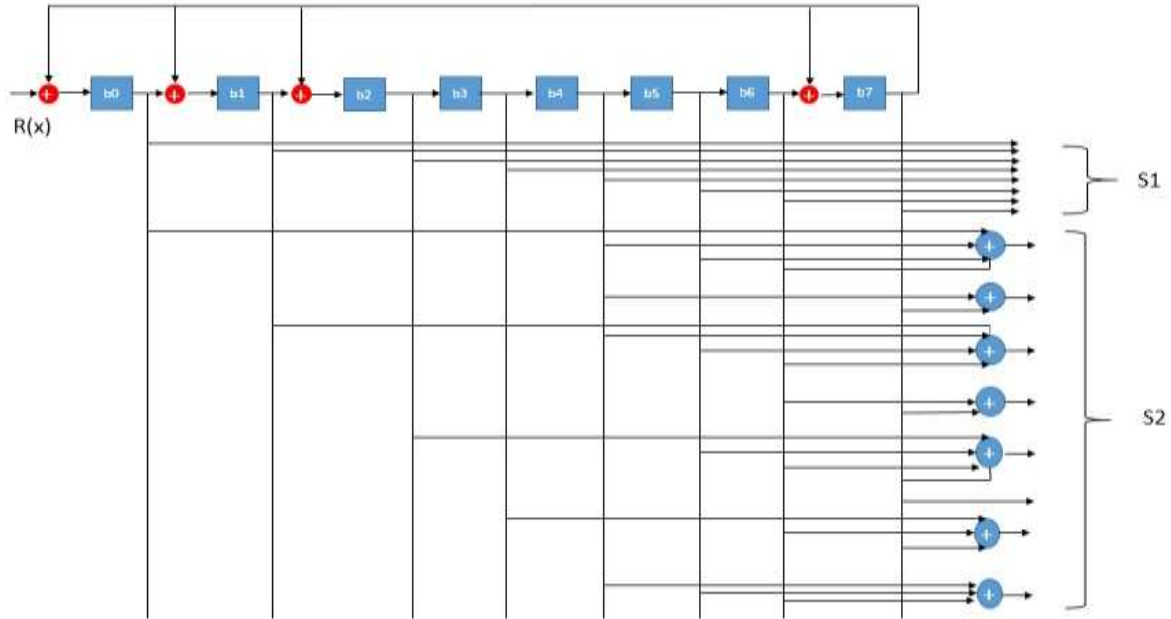 b0 b1 b2 b3 b4 b5 b6 b7
+ + + +
R(x)
S1
+
+
+
+
S2
+
+
+